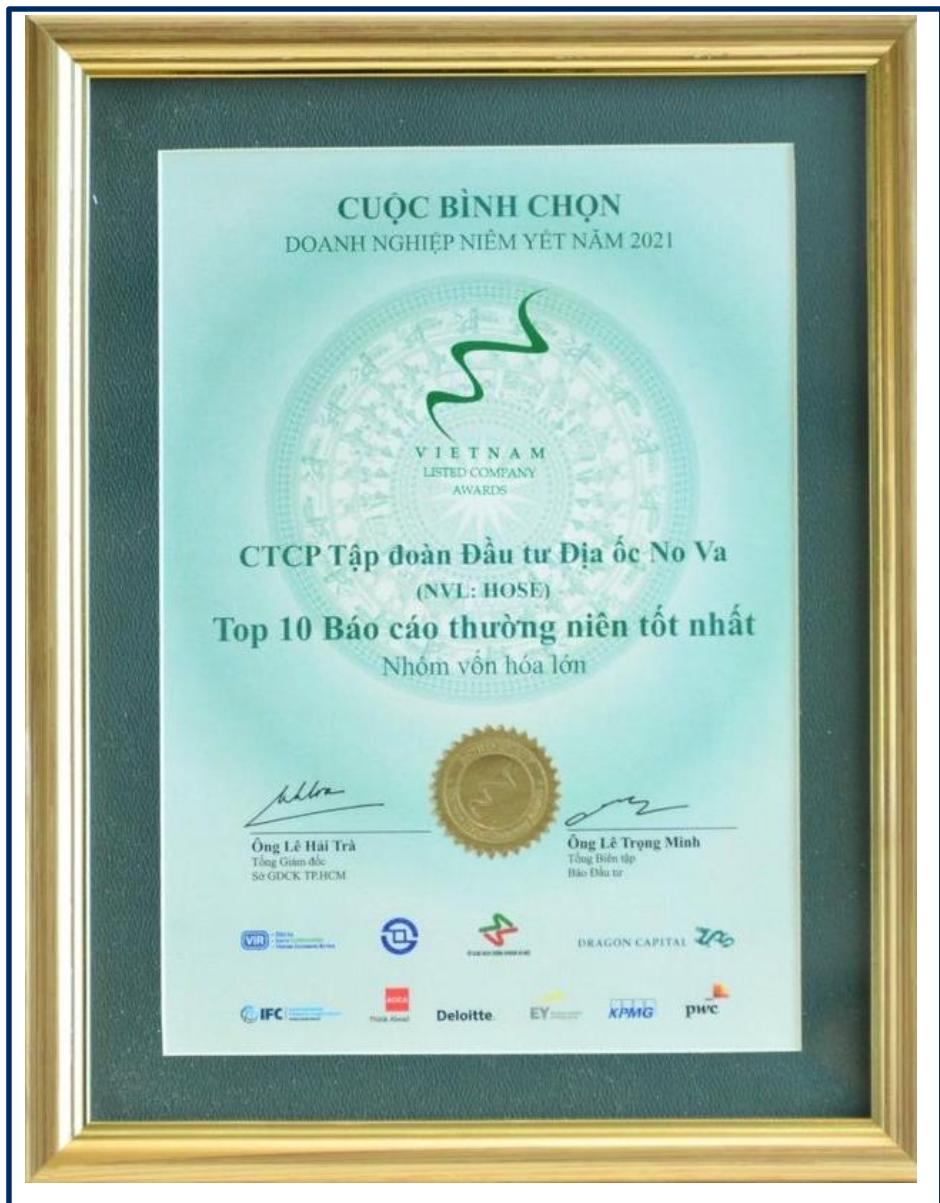 CUỘC BÌNH CHỌN
DOANH NGHIỆP NIÊM YẾT NĂM 2021
VIETNAM
LISTED COMPANY
AWARDS
CTCP Tập đoàn Đầu tư Địa ốc No Va
(NVL: HOSE)
Top 10 Báo cáo thường niên tốt nhất
Nhóm vốn hóa lớn
Ông Lê Hải Trà
Tổng Giám đốc
Sở GDCK TP.HCM
Ông Lê Trọng Minh
Tổng Biên tập
Báo Đầu tư
VIR
DRAGON CAPITAL
IFC
ACCA
Think Ahead
Deloitte.
EY
KPMG
pwc